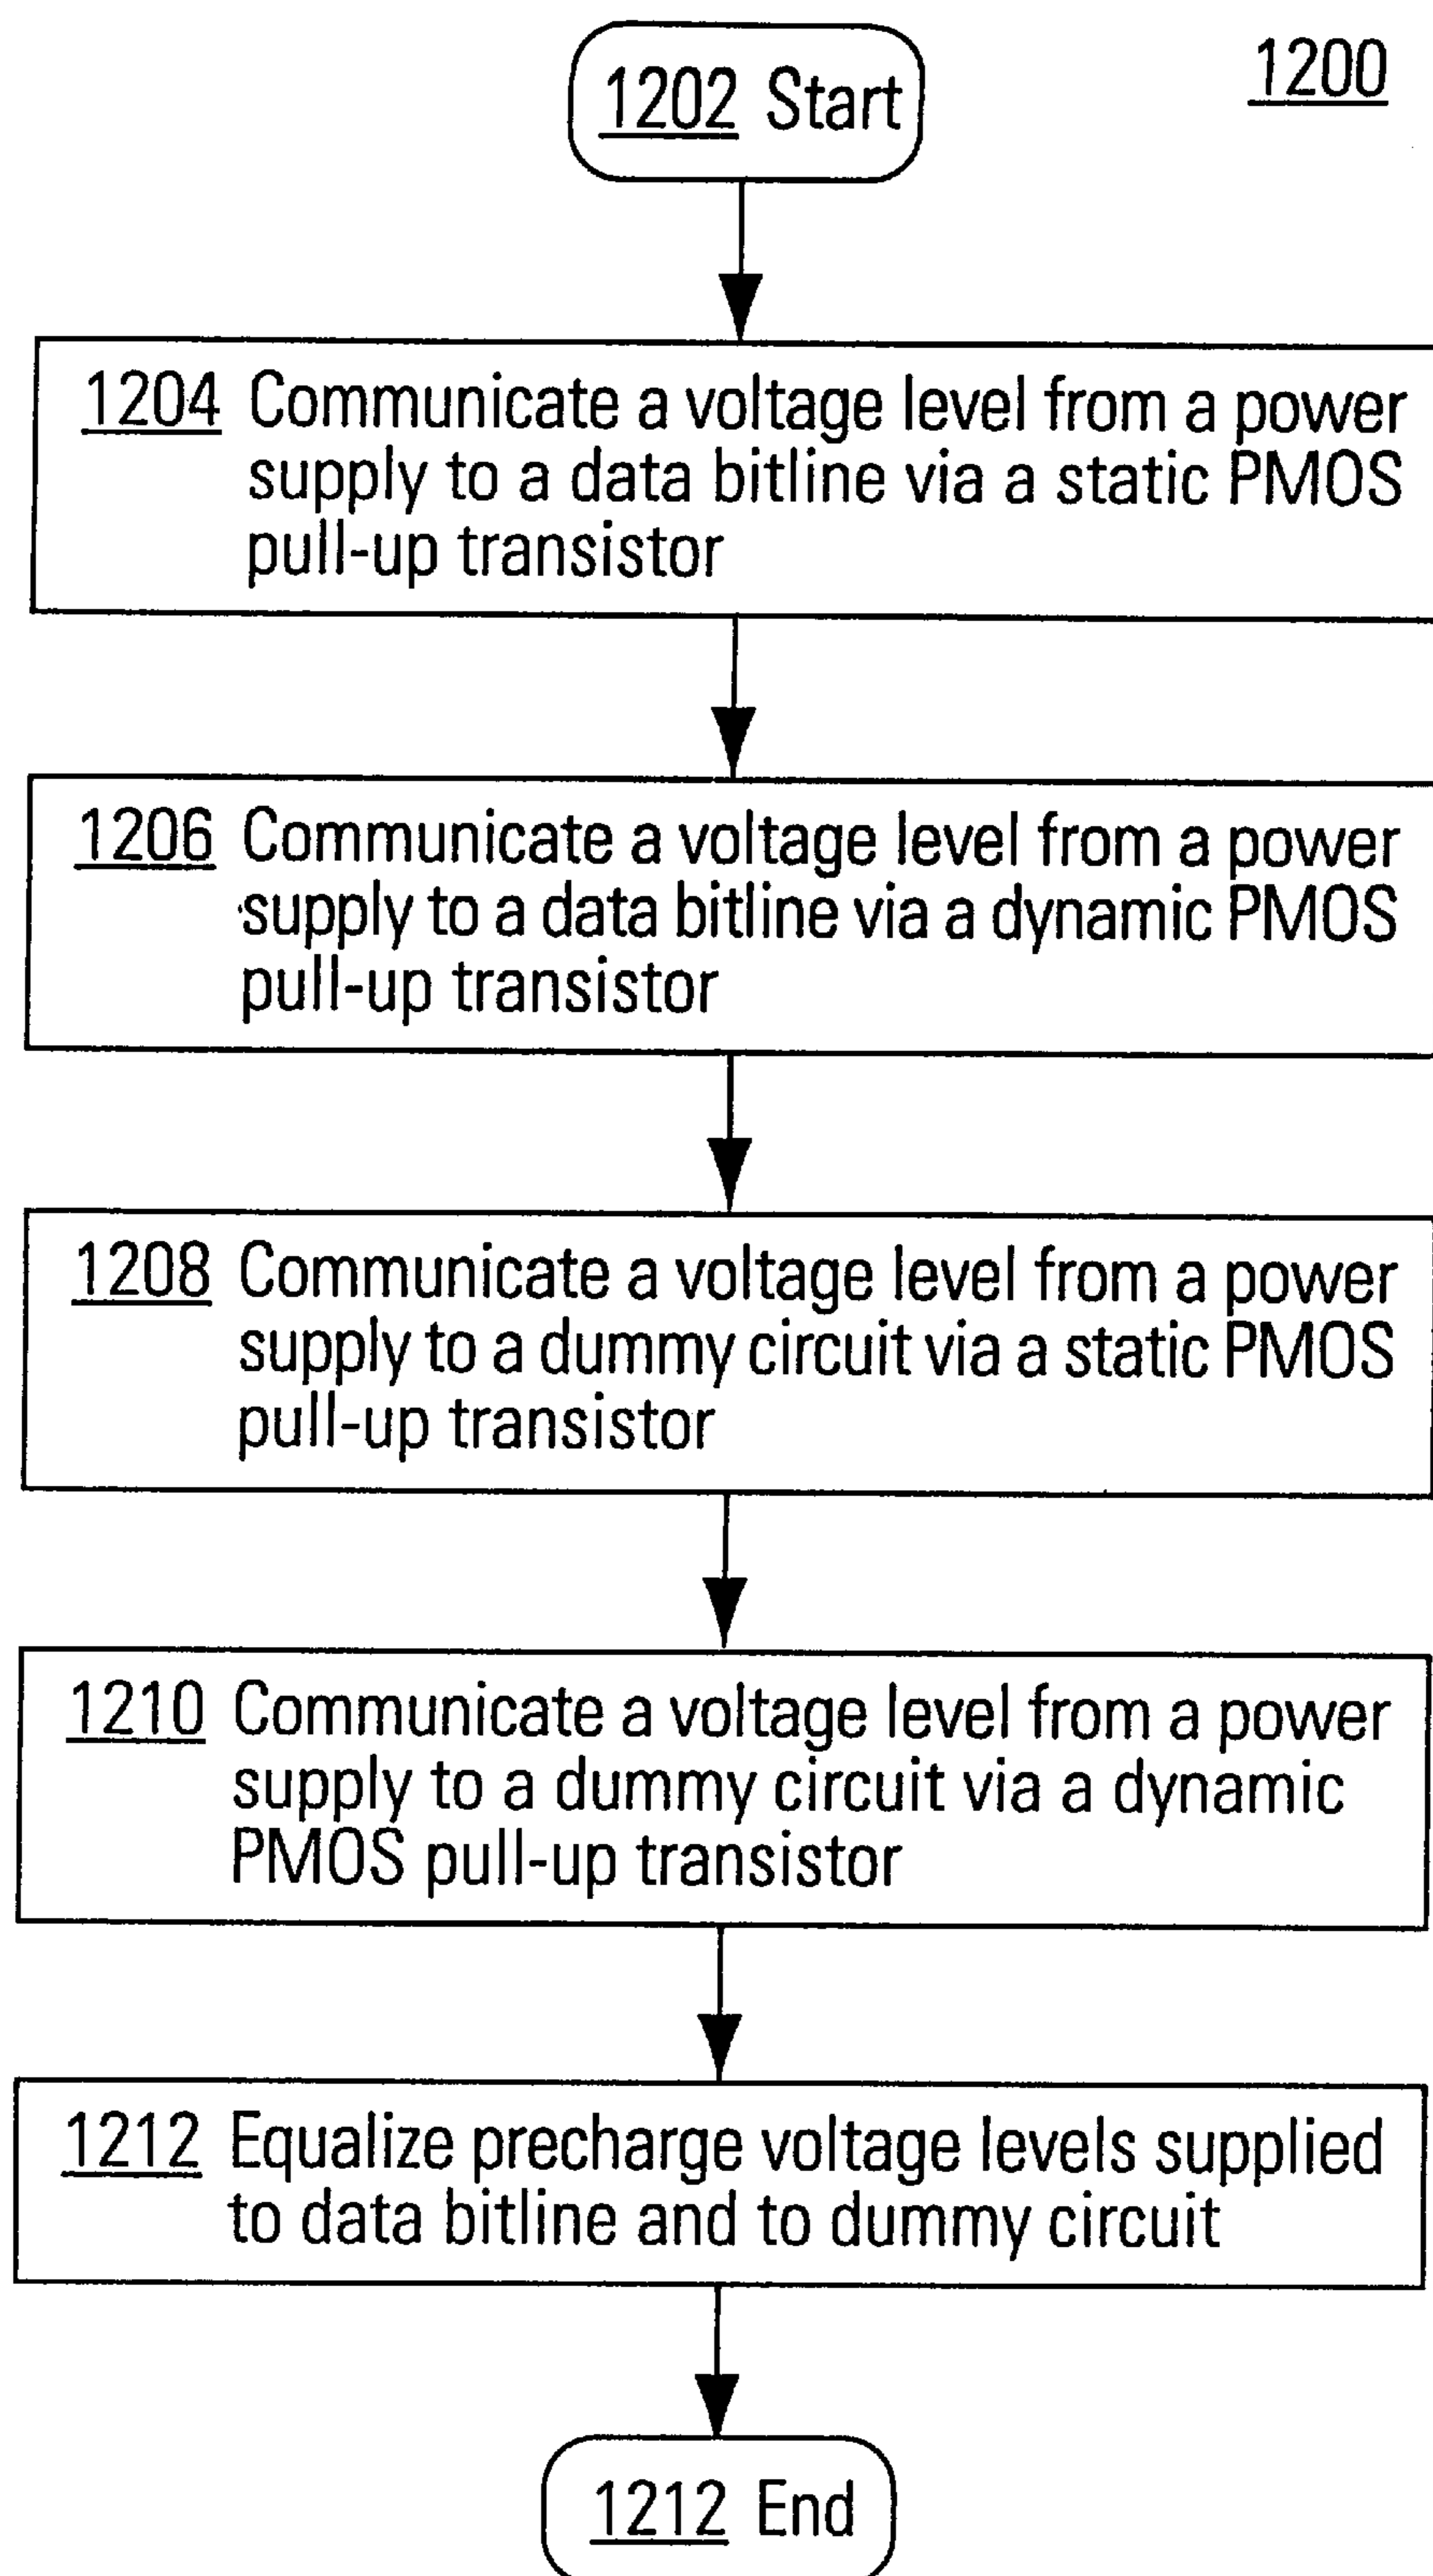 1200
1202 Start
1204 Communicate a voltage level from a power
supply to a data bitline via a static PMOS
pull-up transistor
1206 Communicate a voltage level from a power
supply to a data bitline via a dynamic PMOS
pull-up transistor
1208 Communicate a voltage level from a power
supply to a dummy circuit via a static PMOS
pull-up transistor
1210 Communicate a voltage level from a power
supply to a dummy circuit via a dynamic
PMOS pull-up transistor
1212 Equalize precharge voltage levels supplied
to data bitline and to dummy circuit
1212 End